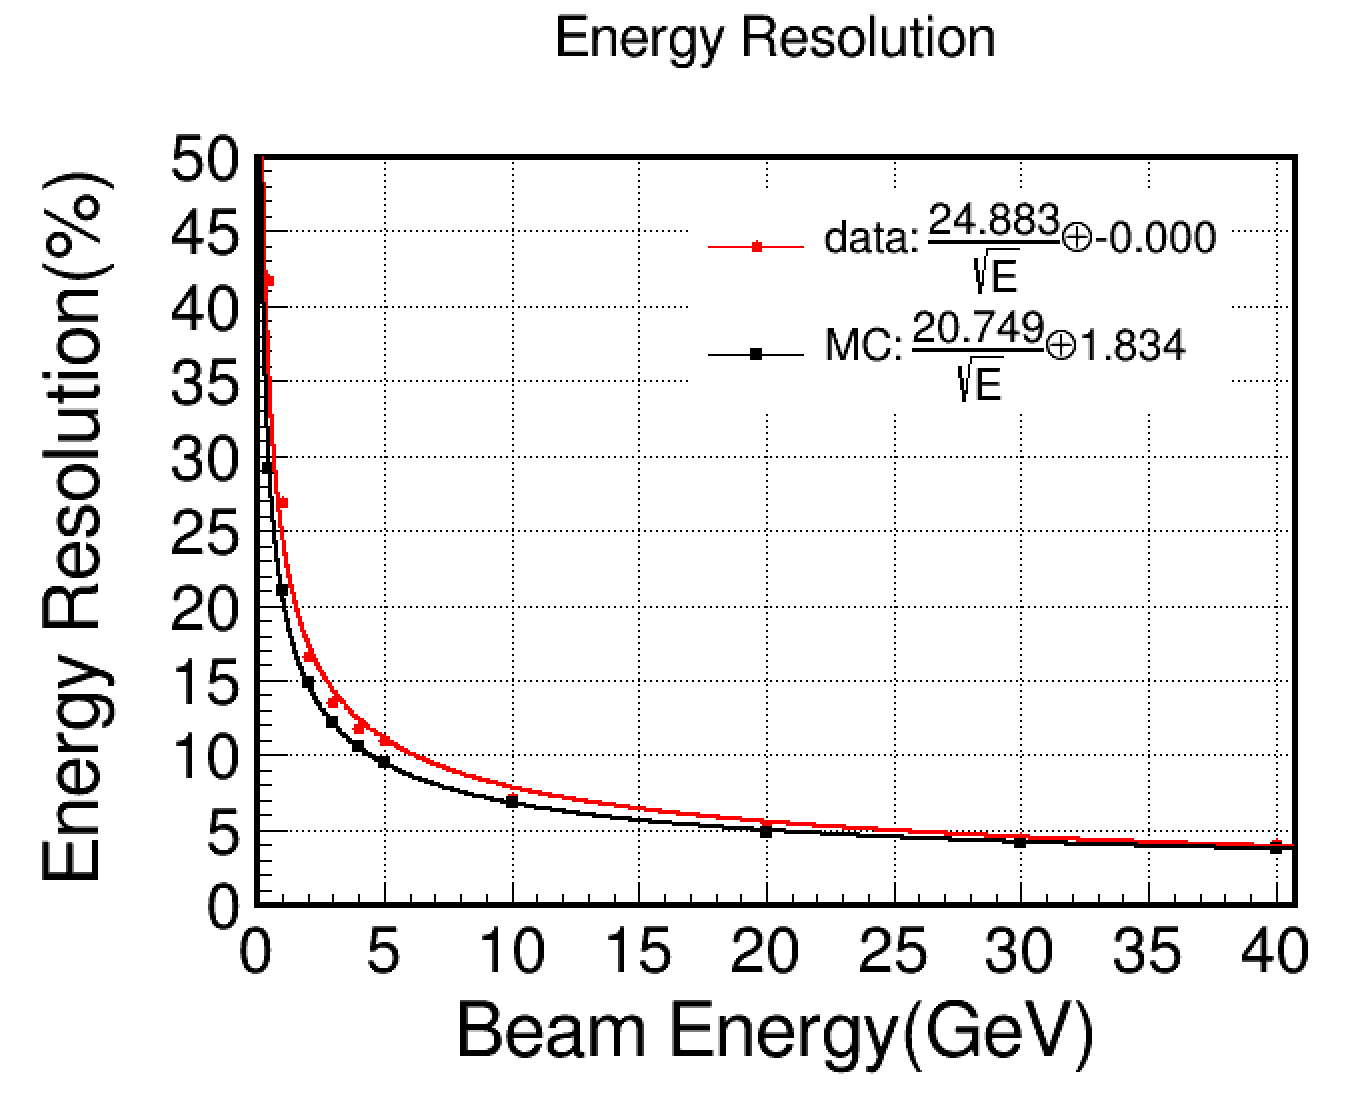 Energy Resolution
Energy Resolution(%)
50
45
40
35
30
25
20
15
10
5
0
data: 24.883/√E ⊕-0.000
MC: 20.749/√E ⊕1.834
0 5 10 15 20 25 30 35 40
Beam Energy(GeV)